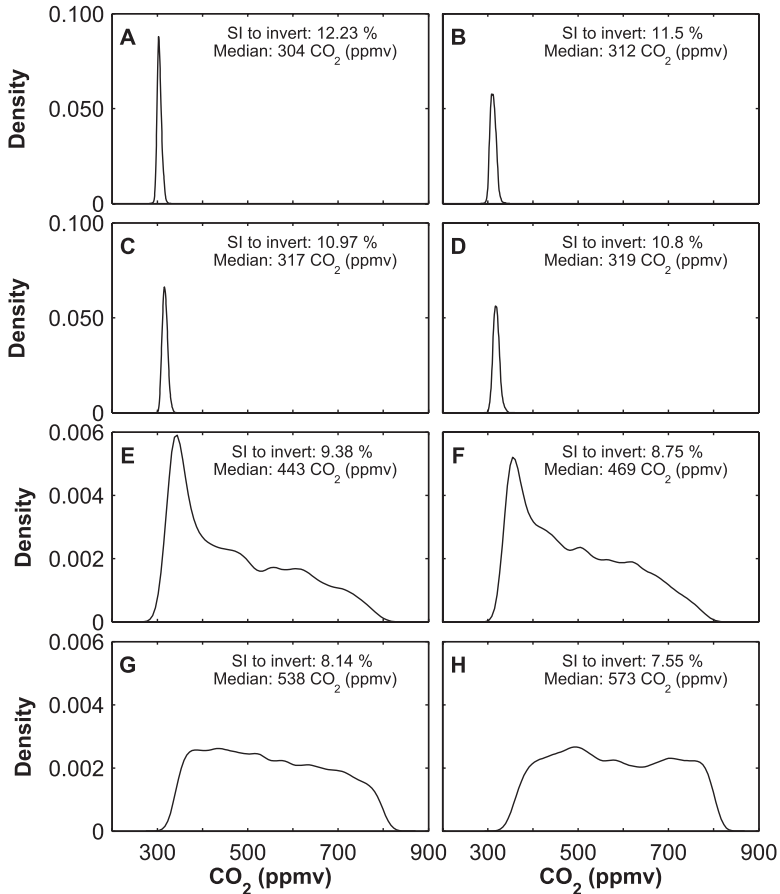 0.100
A
SI to invert: 12.23 %
Median: 304 CO2 (ppmv)
B
SI to invert: 11.5 %
Median: 312 CO2 (ppmv)
Density
0.050
0
0.100
C
SI to invert: 10.97 %
Median: 317 CO2 (ppmv)
D
SI to invert: 10.8 %
Median: 319 CO2 (ppmv)
Density
0.050
0
0.006
E
SI to invert: 9.38 %
Median: 443 CO2 (ppmv)
F
SI to invert: 8.75 %
Median: 469 CO2 (ppmv)
Density
0.004
0.002
0
0.006
G
SI to invert: 8.14 %
Median: 538 CO2 (ppmv)
H
SI to invert: 7.55 %
Median: 573 CO2 (ppmv)
Density
0.004
0.002
0
300 500 700 900 300 500 700 900
CO2 (ppmv) CO2 (ppmv)